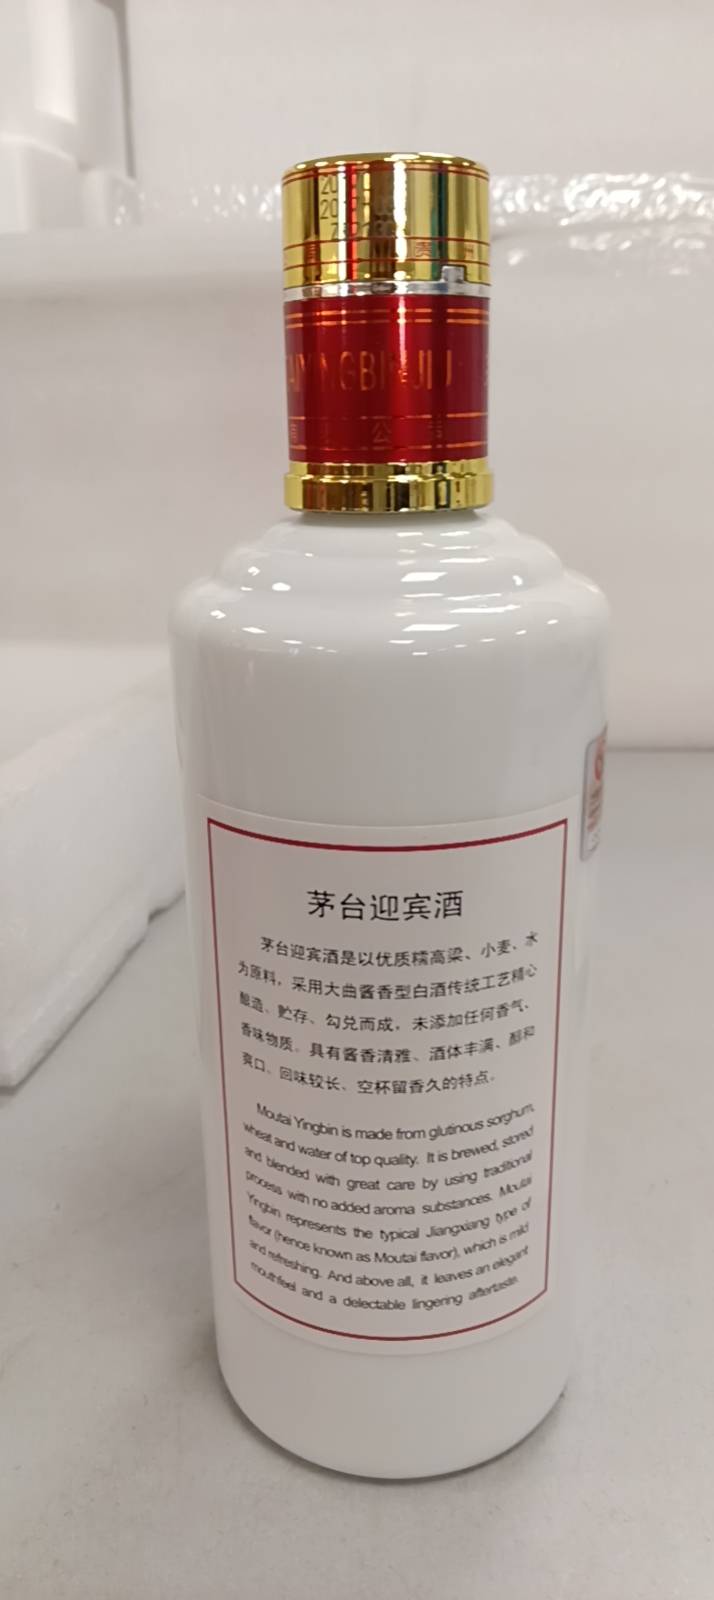 茅台迎宾酒
茅台迎宾酒是以优质糯高粱、小麦、水
为原料，采用大曲酱香型白酒传统工艺精心
酿造、贮存、勾兑而成，未添加任何香气、
香味物质。具有酱香清雅、酒体丰满、醇和
爽口、回味较长、空杯留香久的特点。
Moutai Yingbin is made from glutinous sorghum,
wheat and water of top quality. It is brewed, stored
and blended with great care by using traditional
process with no added aroma substances. Moutai
Yingbin represents the typical Jiangxiang type of
flavor (hence known as Moutai flavor), which is mild
and refreshing. And above all, it leaves an elegant
mouthfeel and a delectable lingering aftertaste.